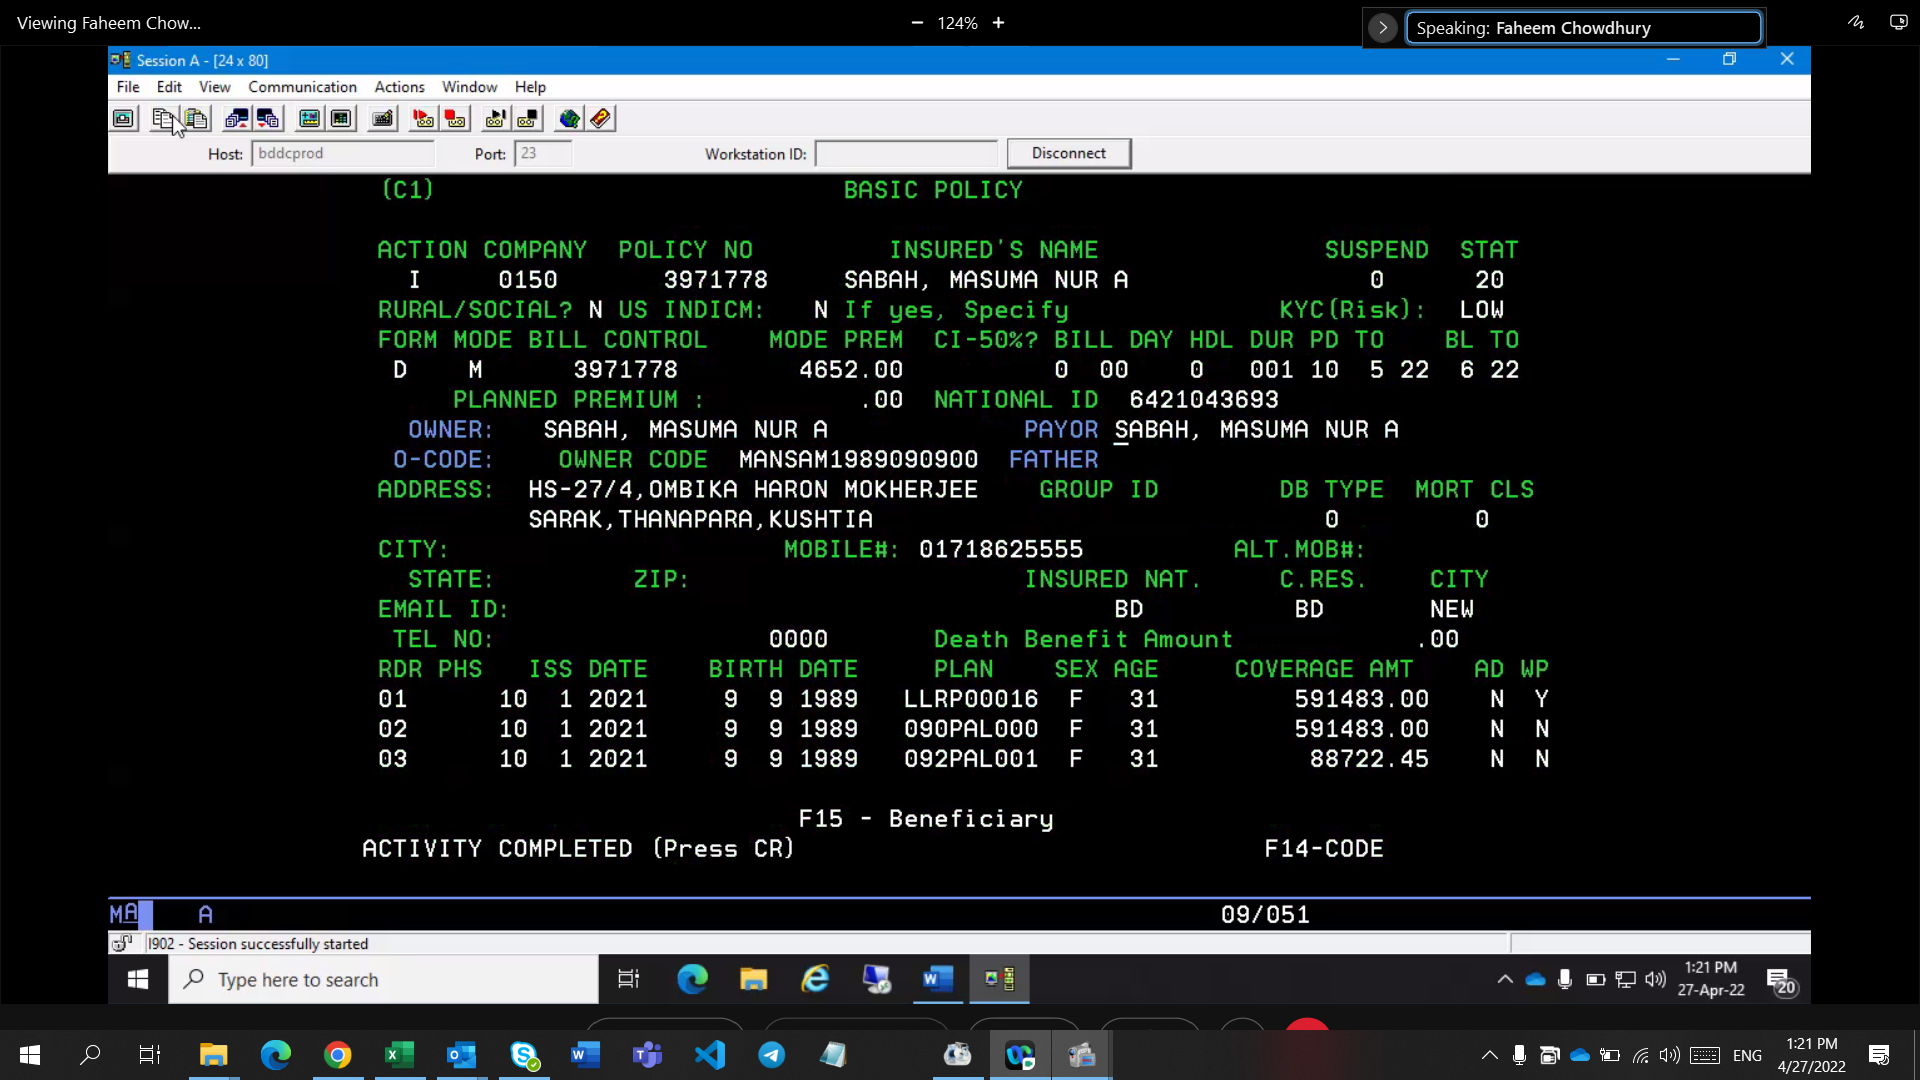 Viewing Faheem Chow...
124%
Speaking: Faheem Chowdhury
Session A - [24 x 80]
File Edit View Communication Actions Window Help
Host: bddcprod Port: 23 Workstation ID: Disconnect
(C1) BASIC POLICY
ACTION COMPANY POLICY NO INSURED'S NAME SUSPEND STAT
I 0150 3971778 SABAH, MASUMA NUR A 0 20
RURAL/SOCIAL? N US INDICM: N If yes, Specify KYC(Risk): LOW
FORM MODE BILL CONTROL MODE PREM CI-50%? BILL DAY HDL DUR PD TO BL TO
D M 3971778 4652.00 0 00 0 001 10 5 22 6 22
PLANNED PREMIUM : .00 NATIONAL ID 6421043693
OWNER: SABAH, MASUMA NUR A PAYOR SABAH, MASUMA NUR A
O-CODE: OWNER CODE MANSAM1989090900 FATHER
ADDRESS: HS-27/4,OMBIKA HARON MOKHERJEE GROUP ID DB TYPE MORT CLS
SARAK,THANAPARA,KUSHTIA 0 0
CITY: MOBILE#: 01718625555 ALT.MOB#:
STATE: ZIP: INSURED NAT. C.RES. CITY
EMAIL ID: BD BD NEW
TEL NO: 0000 Death Benefit Amount .00
RDR PHS ISS DATE BIRTH DATE PLAN SEX AGE COVERAGE AMT AD WP
01 10 1 2021 9 9 1989 LLRP00016 F 31 591483.00 N Y
02 10 1 2021 9 9 1989 090PAL000 F 31 591483.00 N N
03 10 1 2021 9 9 1989 092PAL001 F 31 88722.45 N N
F15 - Beneficiary
ACTIVITY COMPLETED (Press CR) F14-CODE
MA A 09/051
I902 - Session successfully started
Type here to search
1:21 PM
27-Apr-22
20
ENG
1:21 PM
4/27/2022